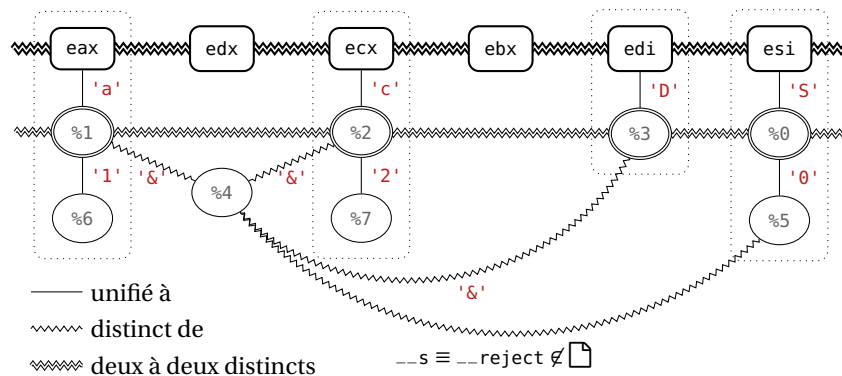 eax edx ecx ebx edi esi
'a' 'c' 'D' 'S'
%1 %2 %3 %0
'1' '&' '&' '2' '0'
%4
%6 %7 %5
'&'
unifié à
distinct de
deux à deux distincts
__s ≡ __reject ∉